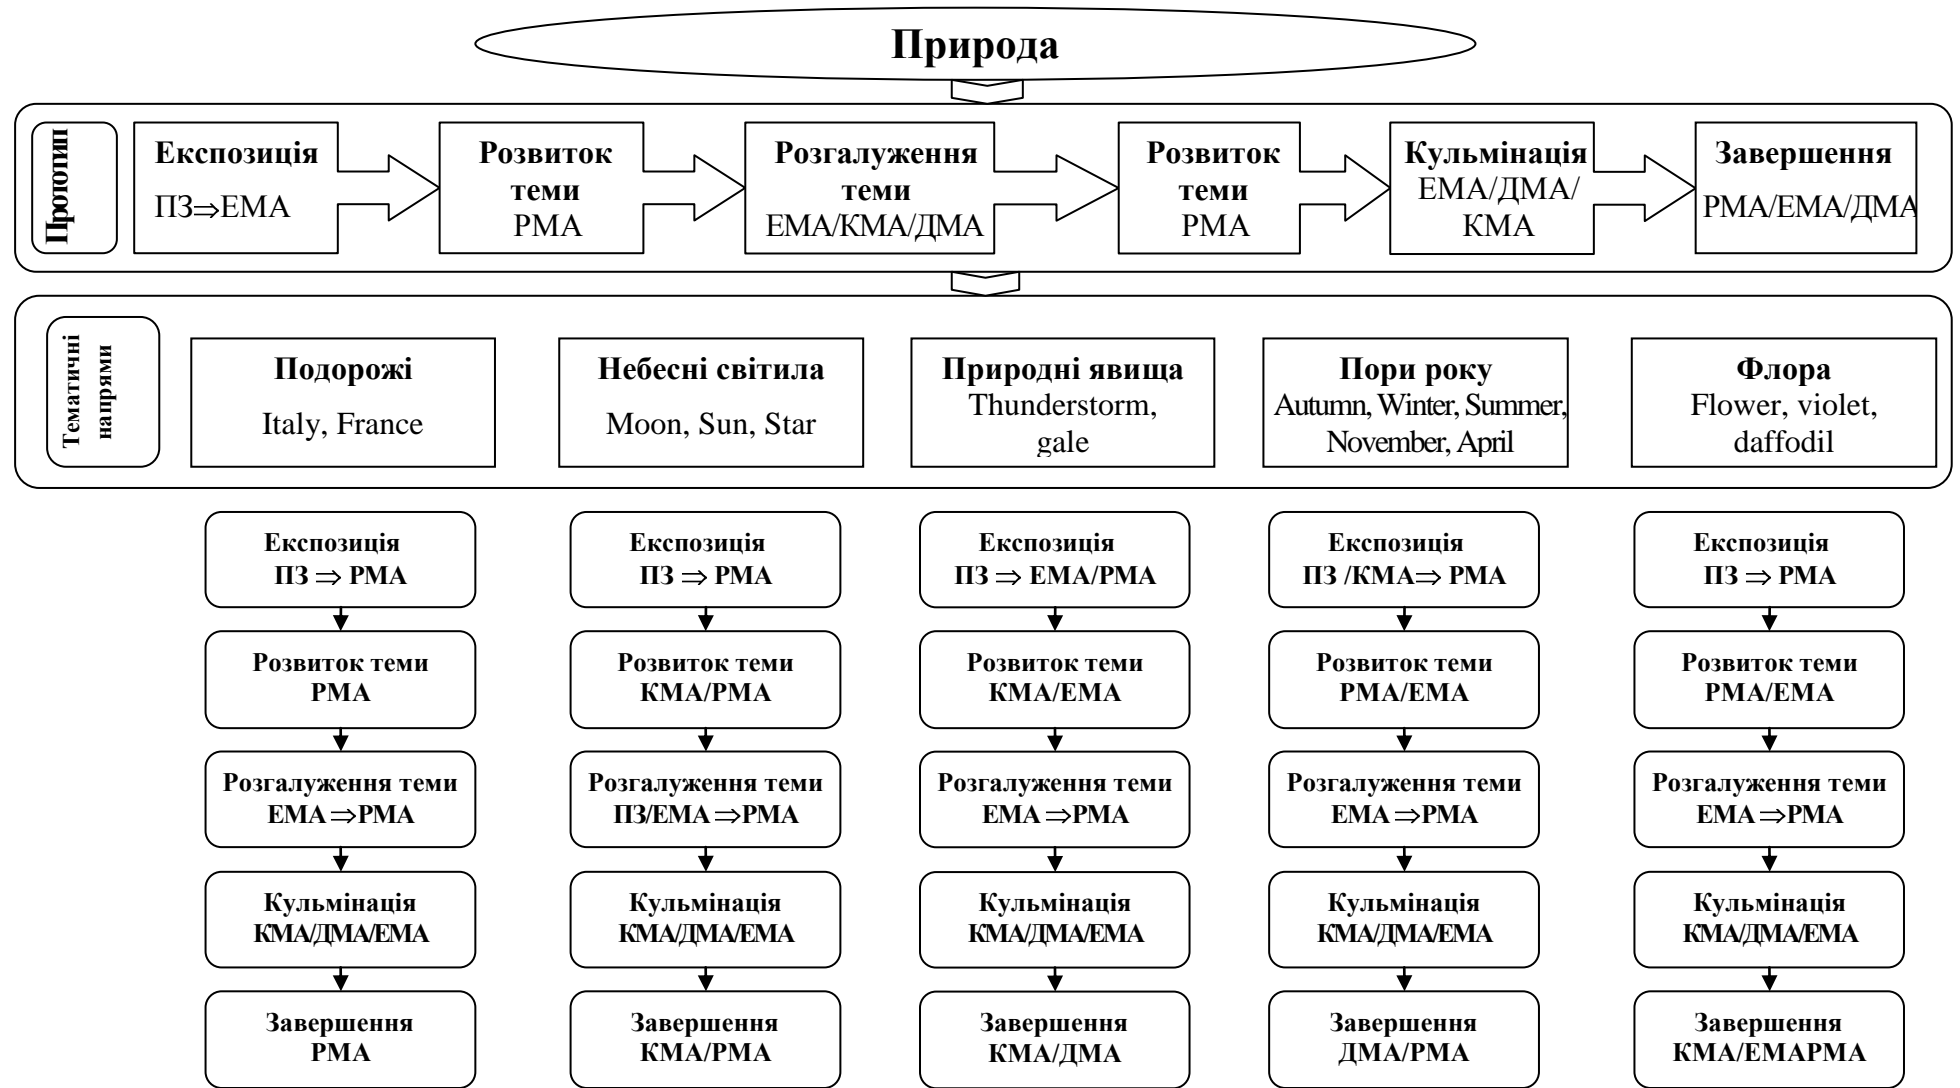 Природа
Прототип
Експозиція
ПЗ⇒ЕМА
Розвиток
теми
РМА
Розгалуження
теми
ЕМА/КМА/ДМА
Розвиток
теми
РМА
Кульмінація
ЕМА/ДМА/
КМА
Завершення
РМА/ЕМА/ДМА
Тематичні
напрями
Подорожі
Italy, France
Небесні світила
Moon, Sun, Star
Природні явища
Thunderstorm,
gale
Пори року
Autumn, Winter, Summer,
November, April
Флора
Flower, violet,
daffodil
Експозиція
ПЗ ⇒ РМА
Розвиток теми
РМА
Розгалуження теми
ЕМА ⇒РМА
Кульмінація
КМА/ДМА/ЕМА
Завершення
РМА
Експозиція
ПЗ ⇒ РМА
Розвиток теми
КМА/РМА
Розгалуження теми
ПЗ/ЕМА ⇒РМА
Кульмінація
КМА/ДМА/ЕМА
Завершення
КМА/РМА
Експозиція
ПЗ ⇒ ЕМА/РМА
Розвиток теми
КМА/ЕМА
Розгалуження теми
ЕМА ⇒РМА
Кульмінація
КМА/ДМА/ЕМА
Завершення
КМА/ДМА
Експозиція
ПЗ /КМА⇒ РМА
Розвиток теми
РМА/ЕМА
Розгалуження теми
ЕМА ⇒РМА
Кульмінація
КМА/ДМА/ЕМА
Завершення
ДМА/РМА
Експозиція
ПЗ ⇒ РМА
Розвиток теми
РМА/ЕМА
Розгалуження теми
ЕМА ⇒РМА
Кульмінація
КМА/ДМА/ЕМА
Завершення
КМА/ЕМАРМА